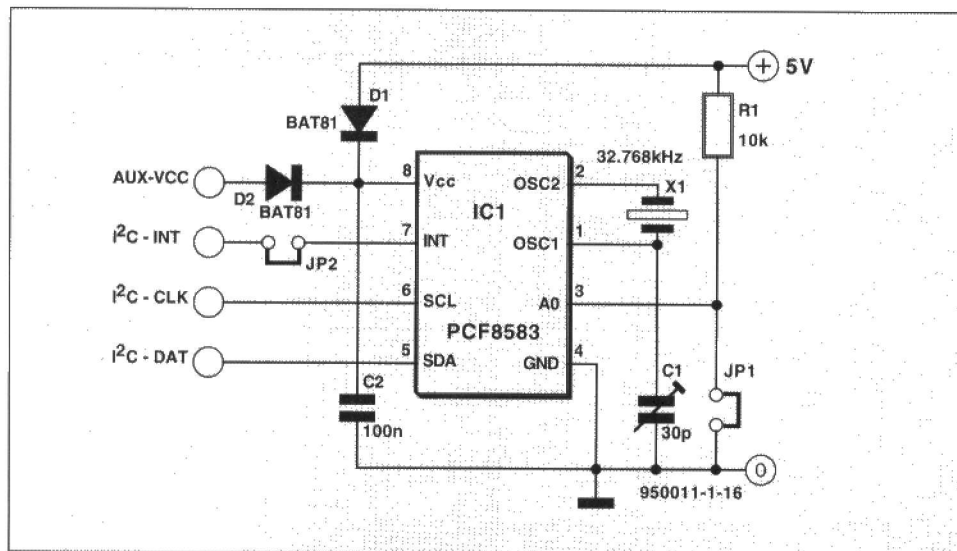 5V
D1
BAT81
R1
10k
32.768kHz
AUX-VCC
D2
BAT81
8
Vcc
OSC2
2
X1
IC1
I²C - INT
JP2
7
INT
OSC1
1
I²C - CLK
6
SCL
A0
3
PCF8583
I²C - DAT
5
SDA
GND
4
C2
100n
C1
30p
JP1
0
950011-1-16